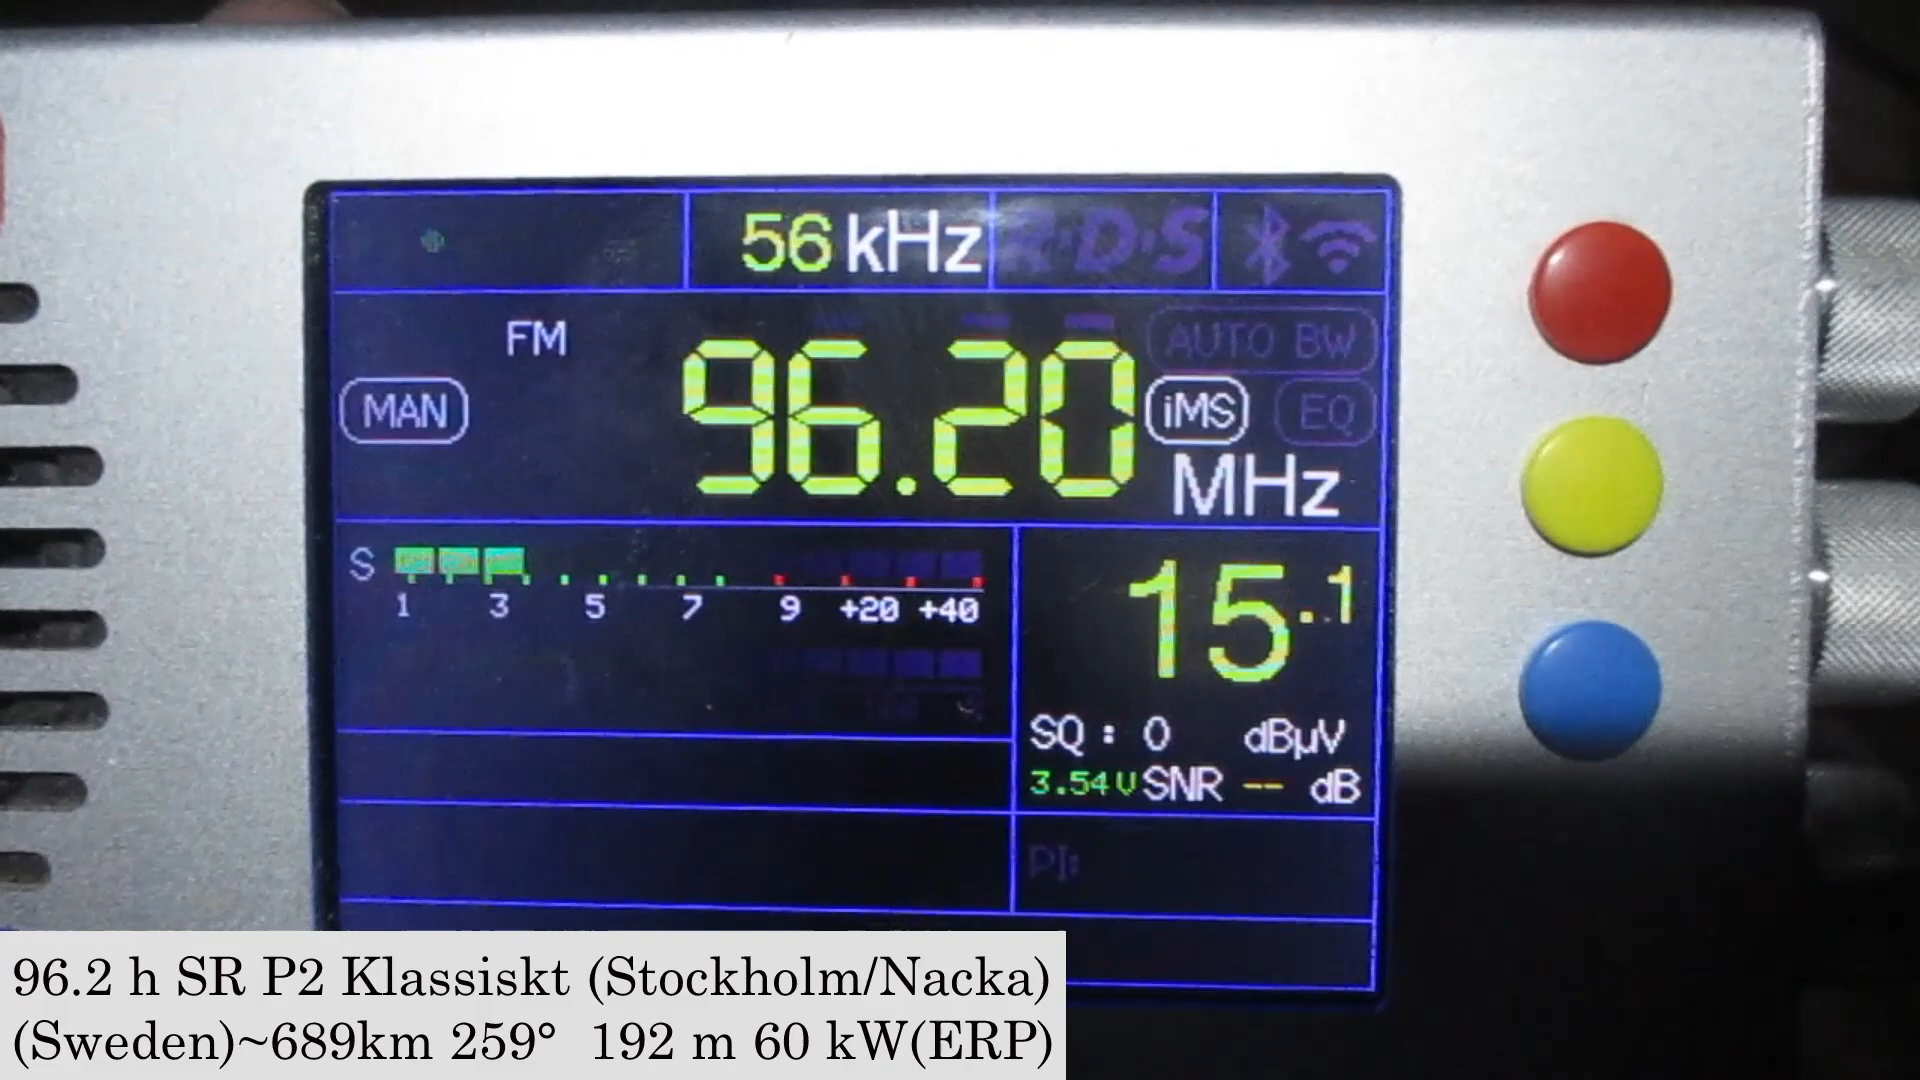 56 kHz R·D·S
FM 96.20 AUTO BW
MAN iMS EQ
MHz
S
1 3 5 7 9 +20 +40
15.1
SQ : 0 dBµV
3.54V SNR -- dB
PI:
96.2 h SR P2 Klassiskt (Stockholm/Nacka)
(Sweden)~689km 259° 192 m 60 kW(ERP)